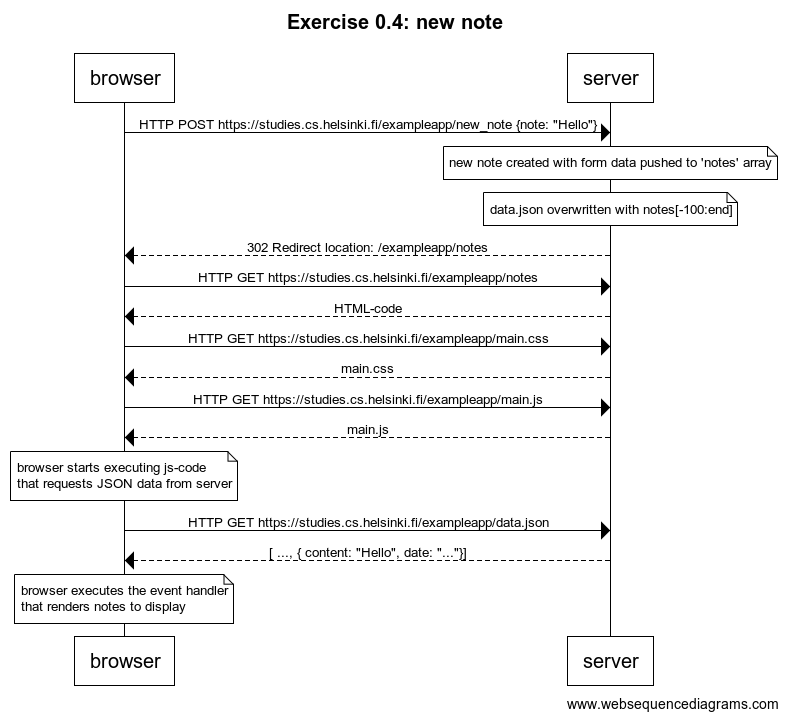 Exercise 0.4: new note
browser
server
HTTP POST https://studies.cs.helsinki.fi/exampleapp/new_note {note: "Hello"}
new note created with form data pushed to 'notes' array
data.json overwritten with notes[-100:end]
302 Redirect location: /exampleapp/notes
HTTP GET https://studies.cs.helsinki.fi/exampleapp/notes
HTML-code
HTTP GET https://studies.cs.helsinki.fi/exampleapp/main.css
main.css
HTTP GET https://studies.cs.helsinki.fi/exampleapp/main.js
main.js
browser starts executing js-code
that requests JSON data from server
HTTP GET https://studies.cs.helsinki.fi/exampleapp/data.json
[ ..., { content: "Hello", date: "..."}]
browser executes the event handler
that renders notes to display
browser
server
www.websequencediagrams.com